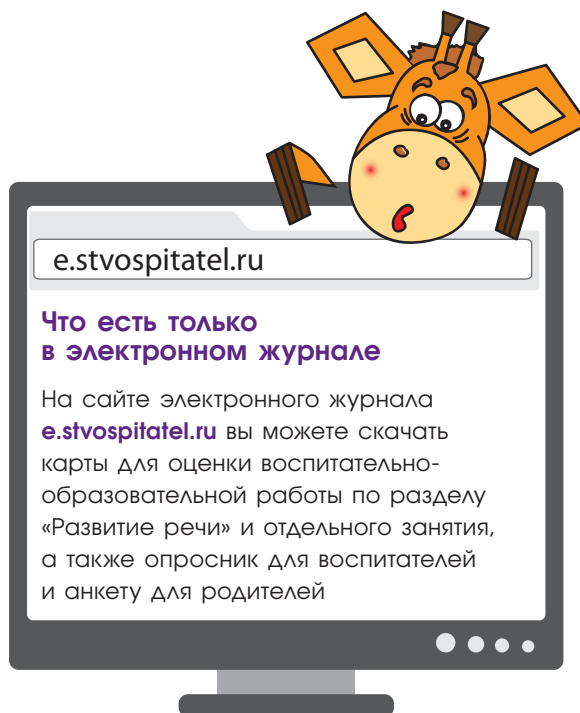 e.stvospitatel.ru
Что есть только
в электронном журнале
На сайте электронного журнала
e.stvospitatel.ru вы можете скачать
карты для оценки воспитательно-
образовательной работы по разделу
«Развитие речи» и отдельного занятия,
а также опросник для воспитателей
и анкету для родителей